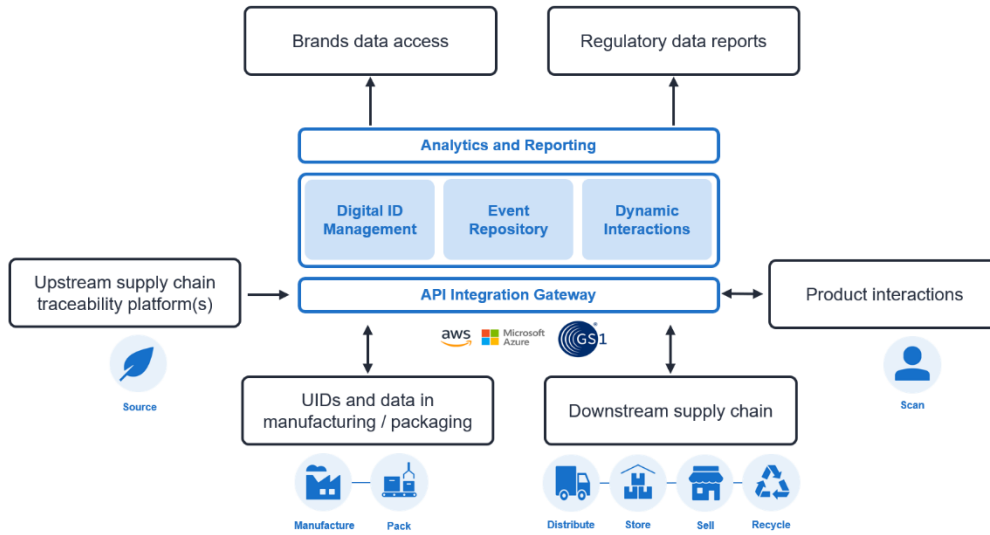 Brands data access
Regulatory data reports
Analytics and Reporting
Digital ID
Management
Event
Repository
Dynamic
Interactions
Upstream supply chain
traceability platform(s)
API Integration Gateway
Product interactions
aws
Microsoft
Azure
GS1
®
Source
UIDs and data in
manufacturing / packaging
Downstream supply chain
Scan
Manufacture
Pack
Distribute
Store
Sell
Recycle